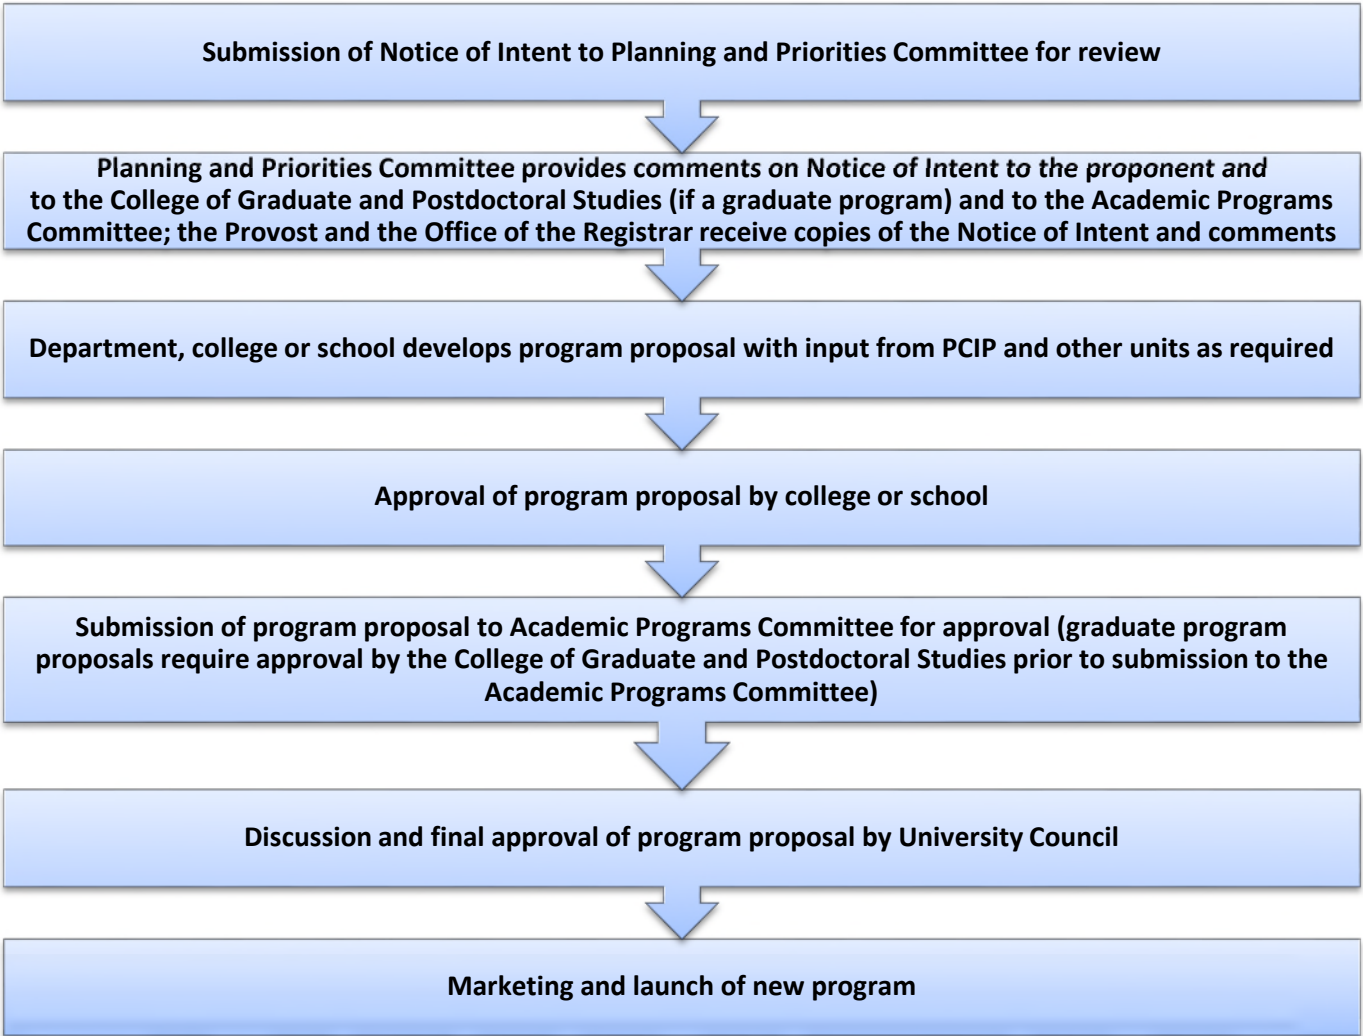 Submission of Notice of Intent to Planning and Priorities Committee for review
Planning and Priorities Committee provides comments on Notice of Intent to the proponent and
to the College of Graduate and Postdoctoral Studies (if a graduate program) and to the Academic Programs
Committee; the Provost and the Office of the Registrar receive copies of the Notice of Intent and comments
Department, college or school develops program proposal with input from PCIP and other units as required
Approval of program proposal by college or school
Submission of program proposal to Academic Programs Committee for approval (graduate program
proposals require approval by the College of Graduate and Postdoctoral Studies prior to submission to the
Academic Programs Committee)
Discussion and final approval of program proposal by University Council
Marketing and launch of new program